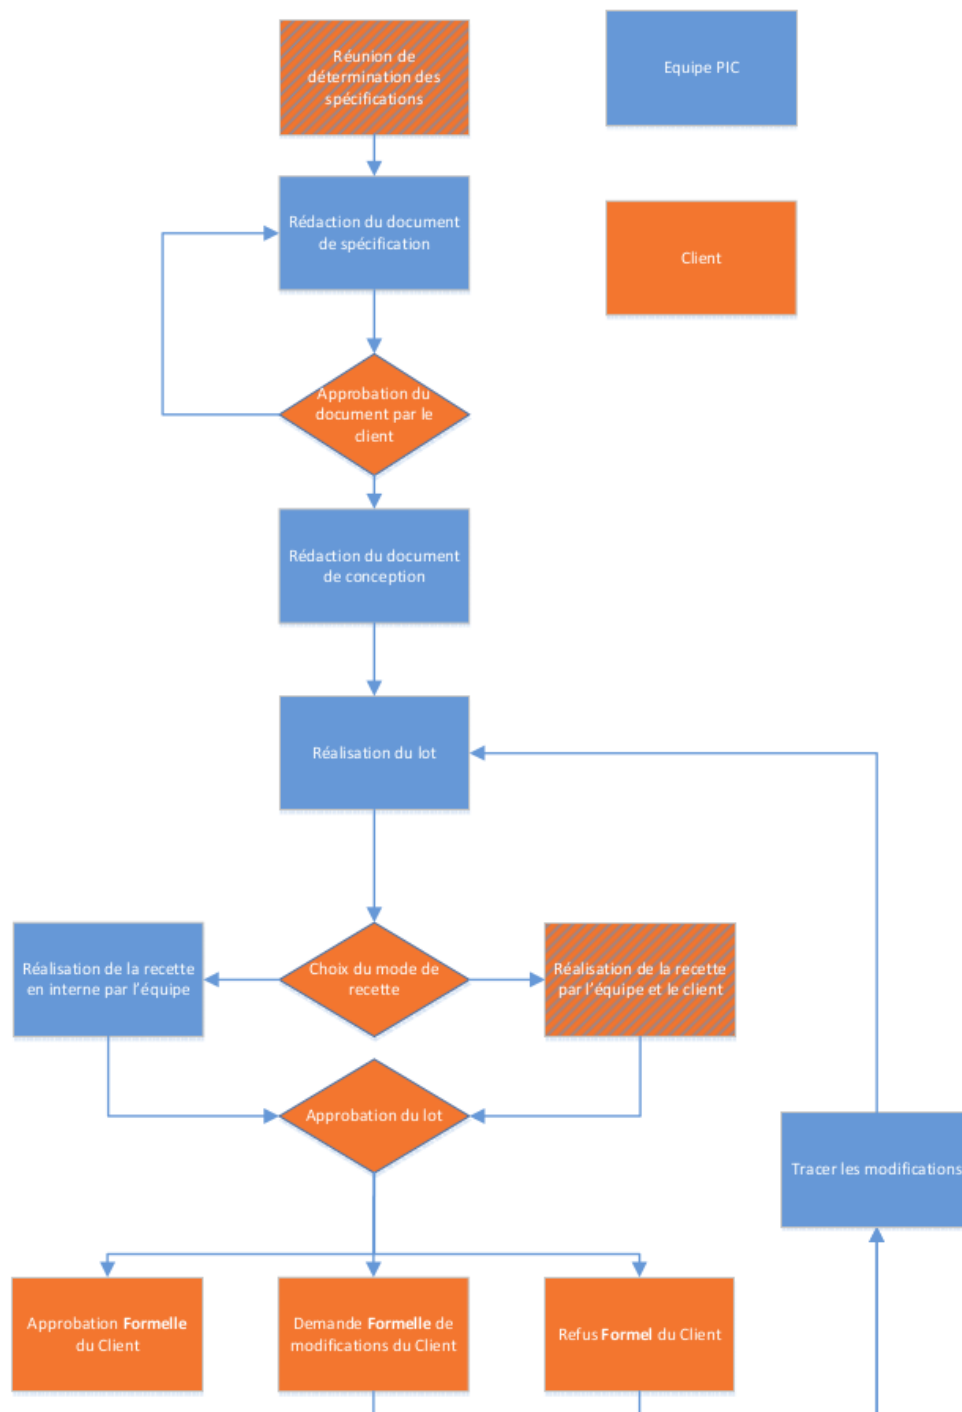 Réunion de
détermination des
spécifications
Equipe PIC
Rédaction du document
de spécification
Client
Approbation du
document par le
client
Rédaction du document
de conception
Réalisation du lot
Réalisation de la recette
en interne par l'équipe
Choix du mode de
recette
Réalisation de la recette
par l'équipe et le client
Approbation du lot
Tracer les modifications
Approbation Formelle
du Client
Demande Formelle de
modifications du Client
Refus Formel du Client